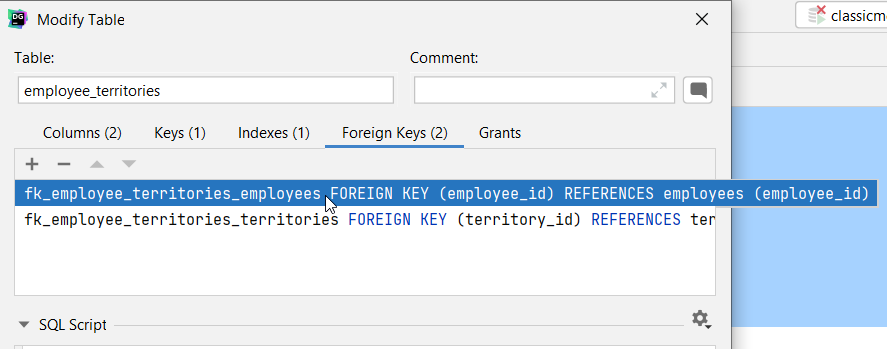 DG
Modify Table
classicm
Table:
Comment:
employee_territories
Columns (2)
Keys (1)
Indexes (1)
Foreign Keys (2)
Grants
fk_employee_territories_employees FOREIGN KEY (employee_id) REFERENCES employees (employee_id)
fk_employee_territories_territories FOREIGN KEY (territory_id) REFERENCES ter
SQL Script